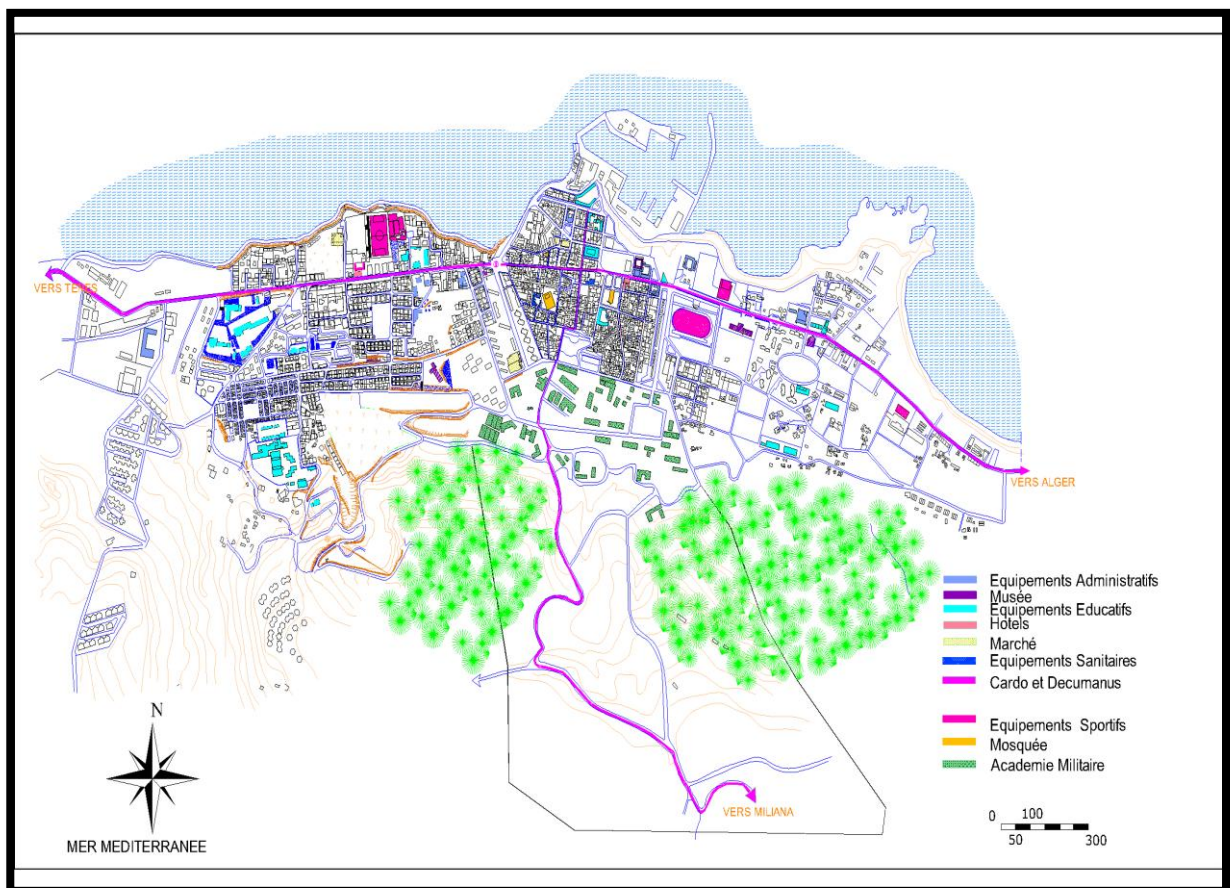 VERS TENES
VERS ALGER
VERS MILIANA
Equipements Administratifs
Musée
Equipements Educatifs
Hotels
Marché
Equipements Sanitaires
Cardo et Decumanus
Equipements Sportifs
Mosquée
Academie Militaire
N
MER MEDITERRANEE
0 100
50 300